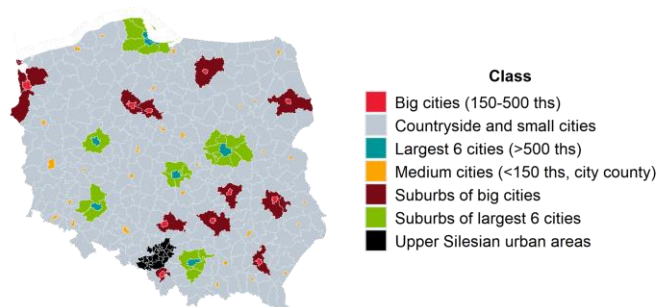 Class
Big cities (150-500 ths)
Countryside and small cities
Largest 6 cities (>500 ths)
Medium cities (<150 ths, city county)
Suburbs of big cities
Suburbs of largest 6 cities
Upper Silesian urban areas